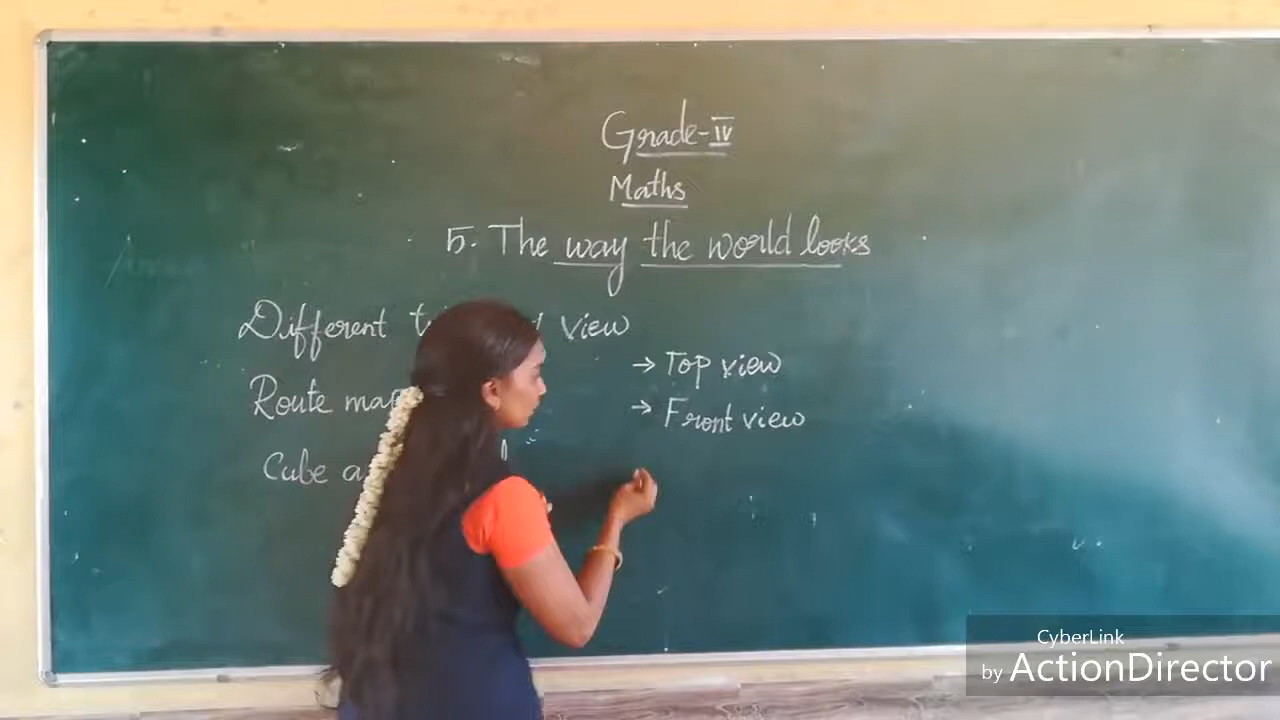 Grade-IV
Maths
5. The way the world looks
Different view
→ Top view
Route
→ Front view
Cube
CyberLink
by ActionDirector